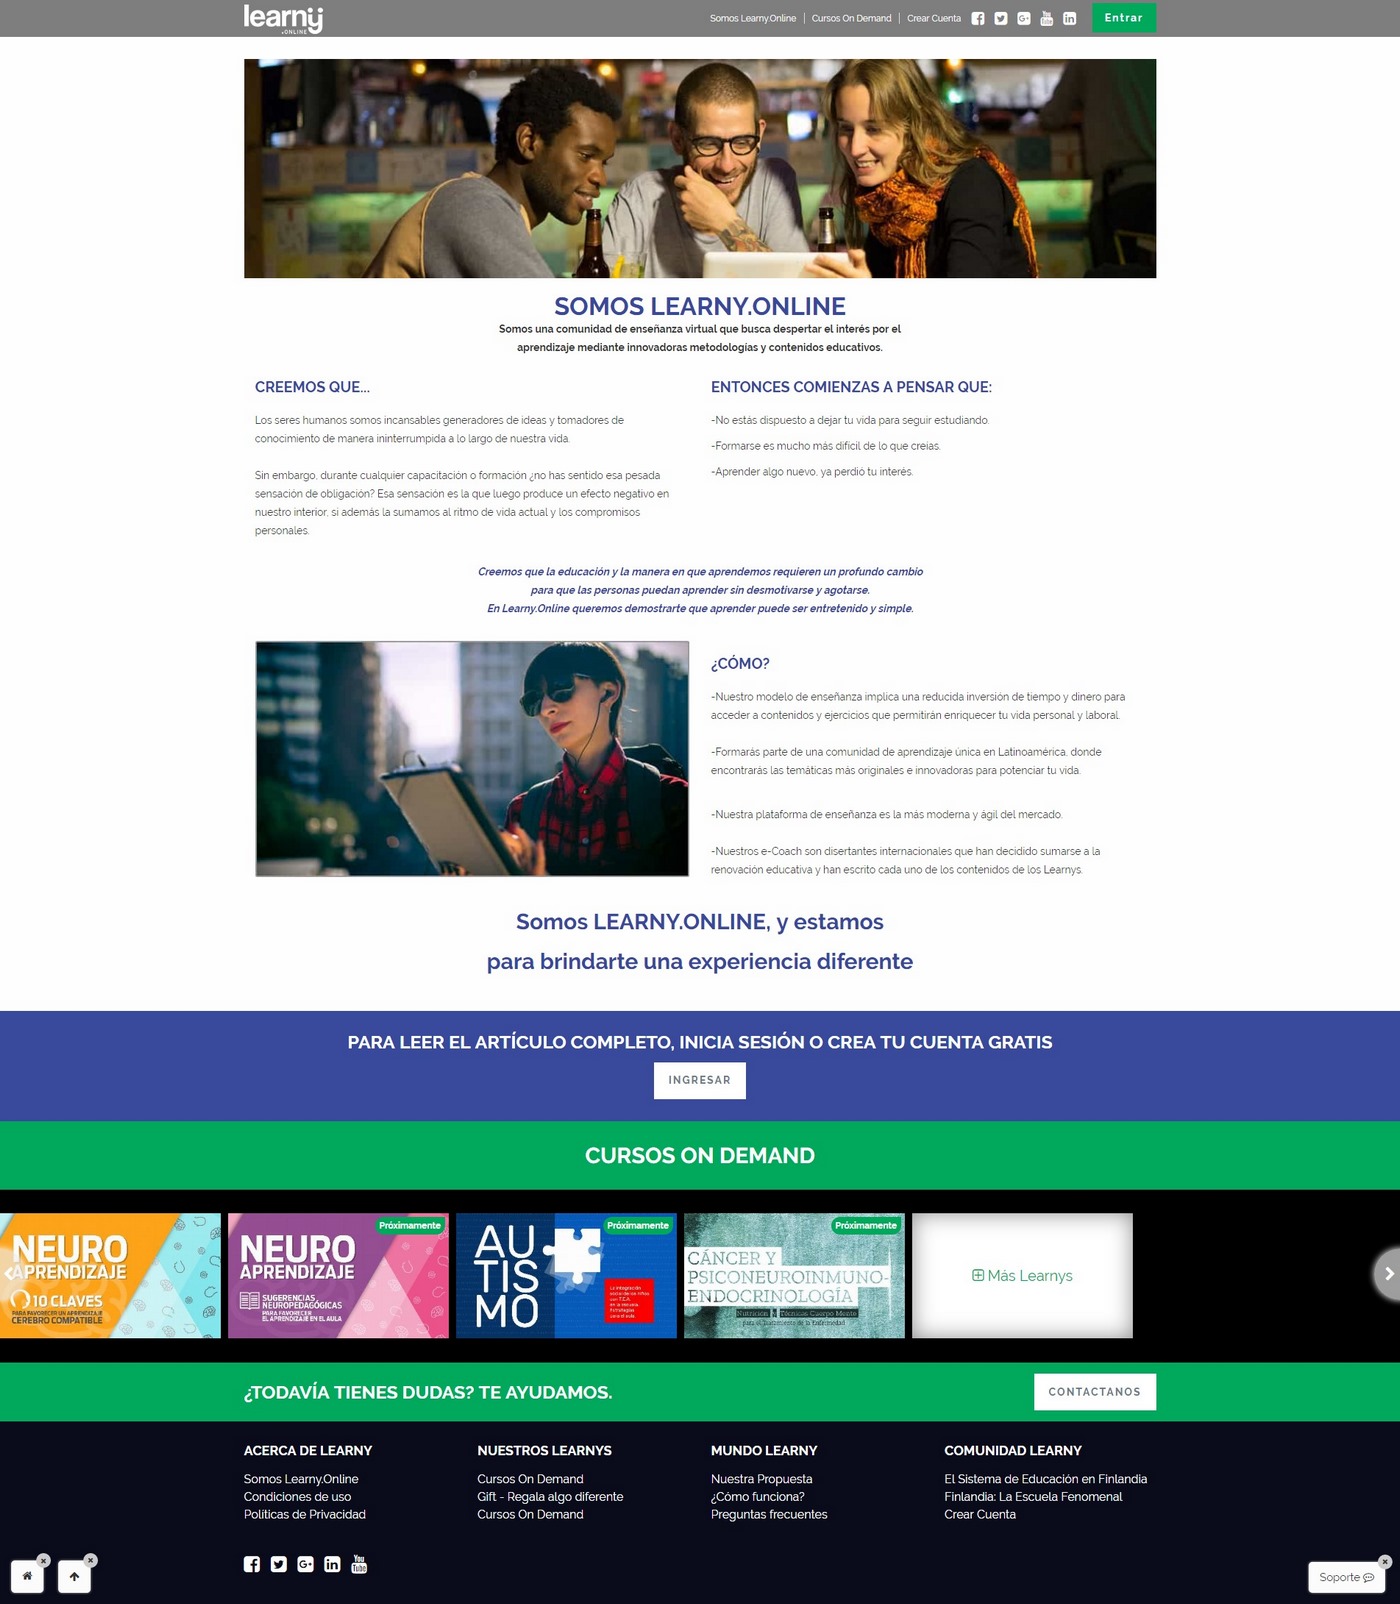 learny
.ONLINE
Somos Learny.Online
Cursos On Demand
Crear Cuenta
You
Tube
Entrar
SOMOS LEARNY.ONLINE
Somos una comunidad de enseñanza virtual que busca despertar el interés por el
aprendizaje mediante innovadoras metodologías y contenidos educativos.
CREEMOS QUE...
Los seres humanos somos incansables generadores de ideas y tomadores de
conocimiento de manera ininterrumpida a lo largo de nuestra vida.
Sin embargo, durante cualquier capacitación o formación ¿no has sentido esa pesada
sensación de obligación? Esa sensación es la que luego produce un efecto negativo en
nuestro interior, si además la sumamos al ritmo de vida actual y los compromisos
personales.
ENTONCES COMIENZAS A PENSAR QUE:
-No estás dispuesto a dejar tu vida para seguir estudiando.
-Formarse es mucho más difícil de lo que creías.
-Aprender algo nuevo, ya perdió tu interés.
Creemos que la educación y la manera en que aprendemos requieren un profundo cambio
para que las personas puedan aprender sin desmotivarse y agotarse.
En Learny.Online queremos demostrarte que aprender puede ser entretenido y simple.
¿CÓMO?
-Nuestro modelo de enseñanza implica una reducida inversión de tiempo y dinero para
acceder a contenidos y ejercicios que permitirán enriquecer tu vida personal y laboral.
-Formarás parte de una comunidad de aprendizaje única en Latinoamérica, donde
encontrarás las temáticas más originales e innovadoras para potenciar tu vida.
-Nuestra plataforma de enseñanza es la más moderna y ágil del mercado.
-Nuestros e-Coach son disertantes internacionales que han decidido sumarse a la
renovación educativa y han escrito cada uno de los contenidos de los Learnys.
Somos LEARNY.ONLINE, y estamos
para brindarte una experiencia diferente
PARA LEER EL ARTÍCULO COMPLETO, INICIA SESIÓN O CREA TU CUENTA GRATIS
INGRESAR
CURSOS ON DEMAND
NEURO
APRENDIZAJE
10 CLAVES
PARA FAVORECER UN APRENDIZAJE
CEREBRO COMPATIBLE
Próximamente
NEURO
APRENDIZAJE
SUGERENCIAS
NEUROPEDAGÓGICAS
PARA FAVORECER
EL APRENDIZAJE EN EL AULA
Próximamente
AU
TIS
MO
La integración
social de los niños
con T.E.A.
en la escuela
Estrategias
para el aula
Próximamente
CÁNCER Y
PSICONEUROINMUNO-
ENDOCRINOLOGÍA
Nutrición y Técnicas Cuerpo Mente
para el Tratamiento de la Enfermedad
Más Learnys
¿TODAVÍA TIENES DUDAS? TE AYUDAMOS.
CONTACTANOS
ACERCA DE LEARNY
Somos Learny.Online
Condiciones de uso
Políticas de Privacidad
NUESTROS LEARNYS
Cursos On Demand
Gift - Regala algo diferente
Cursos On Demand
MUNDO LEARNY
Nuestra Propuesta
¿Cómo funciona?
Preguntas frecuentes
COMUNIDAD LEARNY
El Sistema de Educación en Finlandia
Finlandia: La Escuela Fenomenal
Crear Cuenta
You
Tube
Soporte